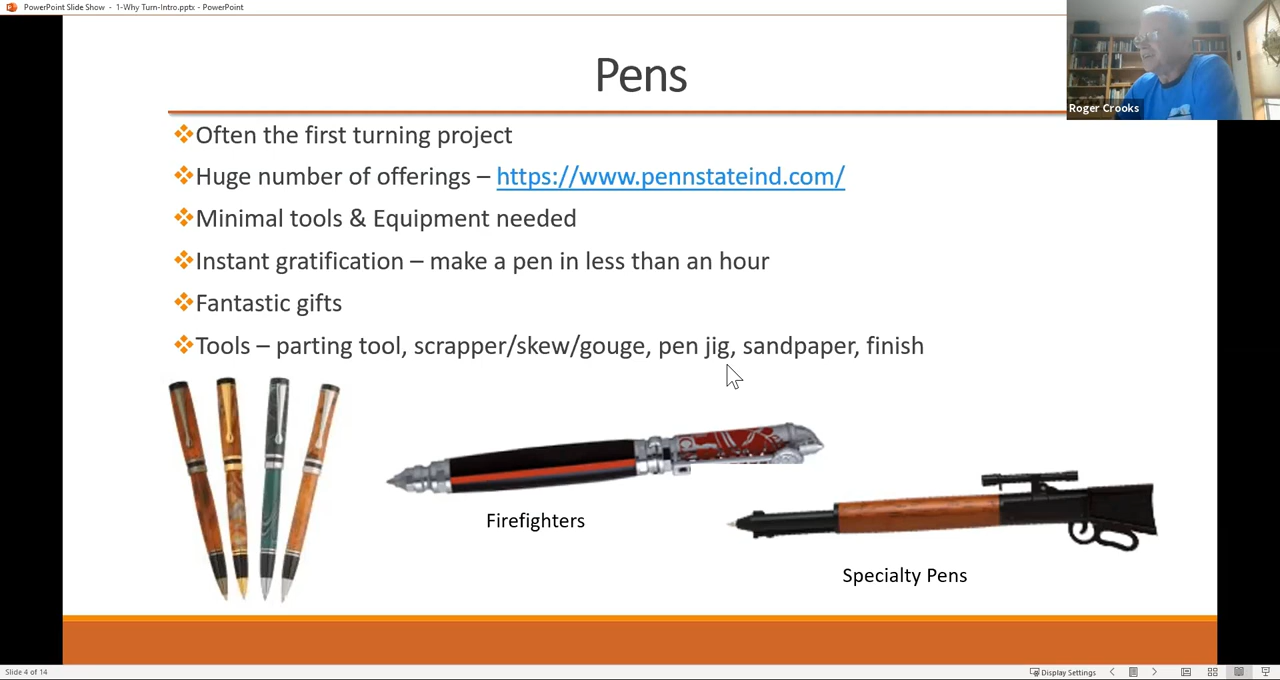 PowerPoint Slide Show - 1-Why Turn-Intro.pptx - PowerPoint
Roger Crooks
Pens
Often the first turning project
Huge number of offerings – https://www.pennstateind.com/
Minimal tools & Equipment needed
Instant gratification – make a pen in less than an hour
Fantastic gifts
Tools – parting tool, scrapper/skew/gouge, pen jig, sandpaper, finish
Firefighters
Specialty Pens
Slide 4 of 14
Display Settings